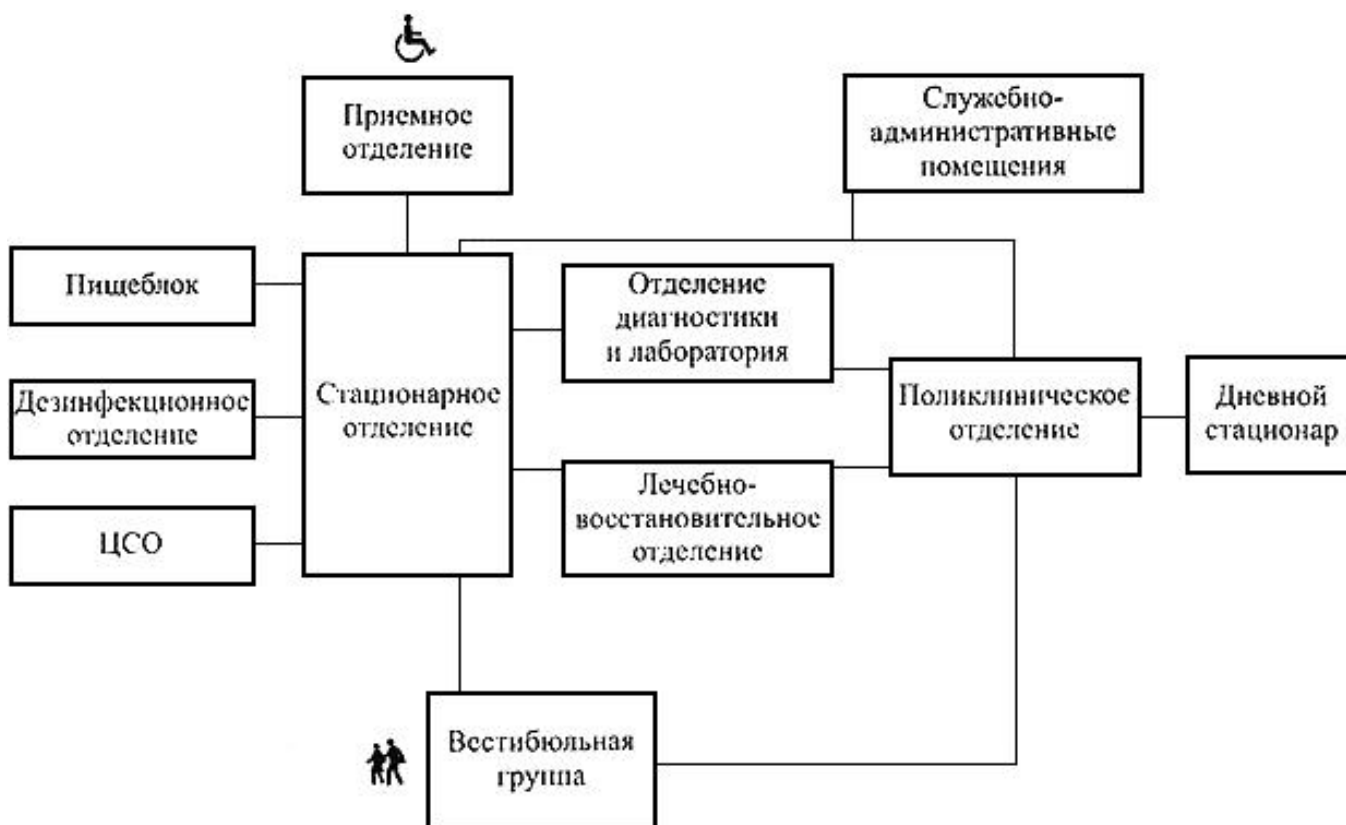 Приемное
отделение
Служебно-
административные
помещения
Пищеблок
Отделение
диагностики
и лаборатория
Дезинфекционное
отделение
Стационарное
отделение
Поликлиническое
отделение
Дневной
стационар
ЦСО
Лечебно-
восстановительное
отделение
Вестибюльная
группа